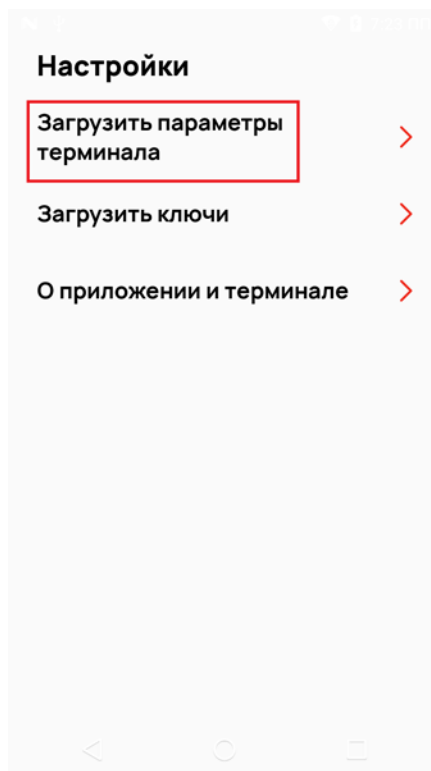 Настройки
Загрузить параметры
терминала
Загрузить ключи
О приложении и терминале